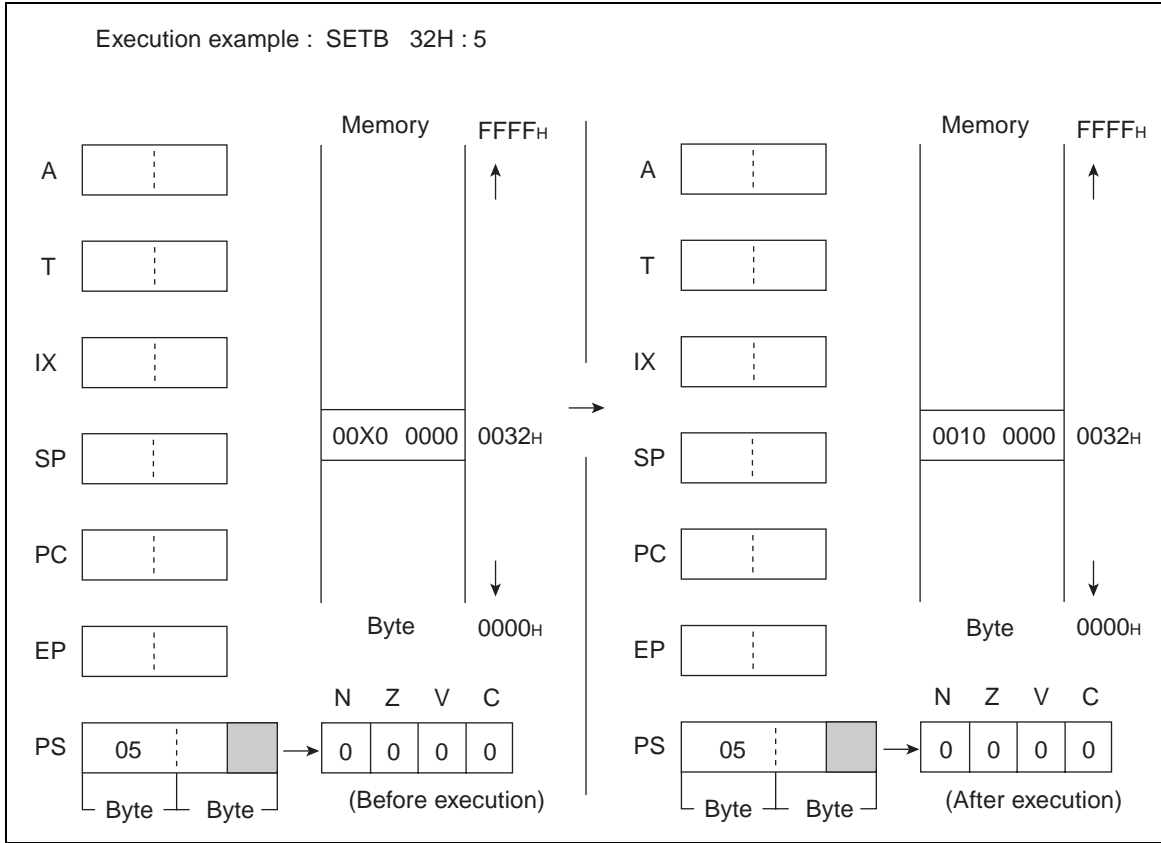 Execution example : SETB 32H : 5
Memory
FFFFH
A
T
IX
00X0 0000
0032H
SP
PC
Byte
0000H
EP
N Z V C
PS
05
0 0 0 0
Byte
Byte
(Before execution)
Memory
FFFFH
A
T
IX
0010 0000
0032H
SP
PC
Byte
0000H
EP
N Z V C
PS
05
0 0 0 0
Byte
Byte
(After execution)